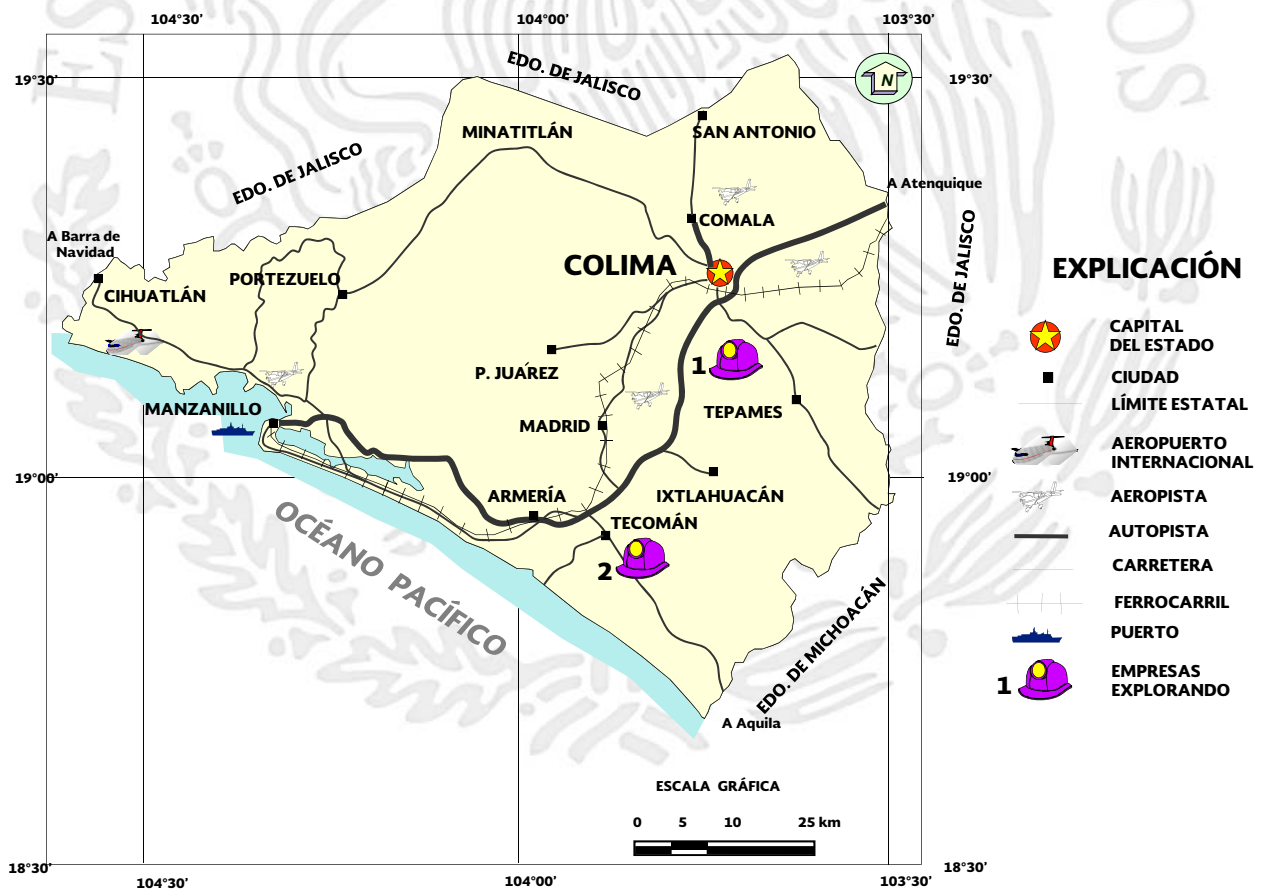 104°30’
104°00’
103°30’
19°30’
19°30’
EDO. DE JALISCO
MINATITLÁN
SAN ANTONIO
N
EDO. DE JALISCO
A Atenquique
COMALA
A Barra de
Navidad
COLIMA
PORTEZUELO
CIHUATLÁN
EDO. DE JALISCO
P. JUAŔEZ
1
MANZANILLO
TEPAMES
MADRID
19°00’
19°00’
ARMERÍA
IXTLAHUACÁN
TECOMÁN
2
OCÉANO PACÍFICO
EDO. DE MICHOACÁN
A Aquila
ESCALA GRÁFICA
0 5 10 25 km
18°30’
18°30’
104°30’
104°00’
103°30’
EXPLICACIÓN
CAPITAL
DEL ESTADO
CIUDAD
LÍMITE ESTATAL
AEROPUERTO
INTERNACIONAL
AEROPISTA
AUTOPISTA
CARRETERA
FERROCARRIL
PUERTO
1
EMPRESAS
EXPLORANDO